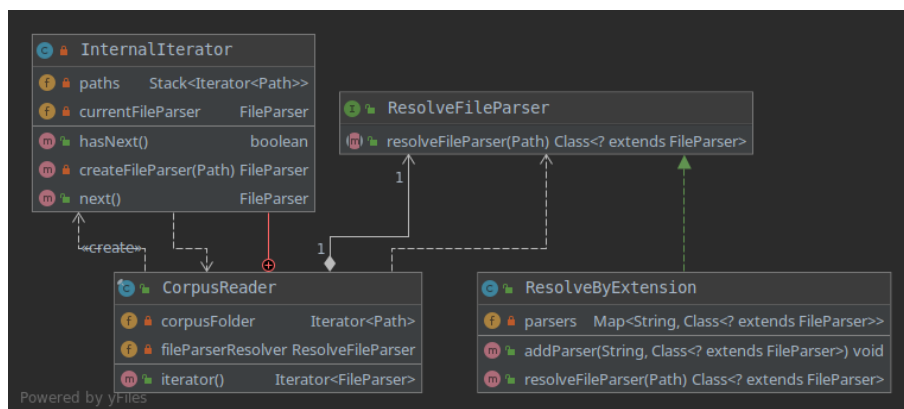 InternalIterator
paths Stack<Iterator<Path>>
currentFileParser FileParser
hasNext() boolean
createFileParser(Path) FileParser
next() FileParser
ResolveFileParser
resolveFileParser(Path) Class<? extends FileParser>
1
1
«create»
CorpusReader
corpusFolder Iterator<Path>
fileParserResolver ResolveFileParser
iterator() Iterator<FileParser>
ResolveByExtension
parsers Map<String, Class<? extends FileParser>>
addParser(String, Class<? extends FileParser>) void
resolveFileParser(Path) Class<? extends FileParser>
Powered by yFiles